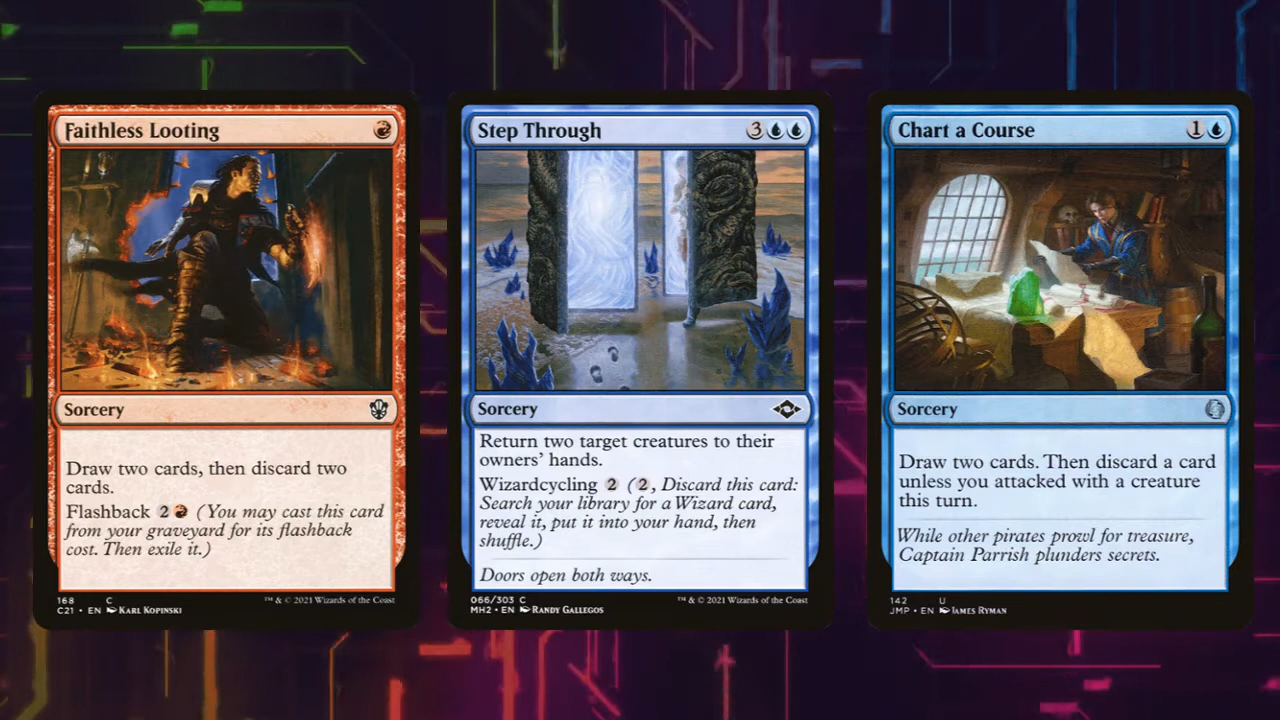 Faithless Looting
Sorcery
Draw two cards, then discard two
cards.
Flashback 2 (You may cast this card
from your graveyard for its flashback
cost. Then exile it.)
168 C
C21 • EN KARL KOPINSKI
™ & © 2021 Wizards of the Coast
Step Through
3
Sorcery
Return two target creatures to their
owners' hands.
Wizardcycling 2 (2, Discard this card:
Search your library for a Wizard card,
reveal it, put it into your hand, then
shuffle.)
Doors open both ways.
066/303 C
MH2 • EN RANDY GALLEGOS
™ & © 2021 Wizards of the Coast
Chart a Course
1
Sorcery
Draw two cards. Then discard a card
unless you attacked with a creature
this turn.
While other pirates prowl for treasure,
Captain Parrish plunders secrets.
142 U
JMP • EN JAMES RYMAN